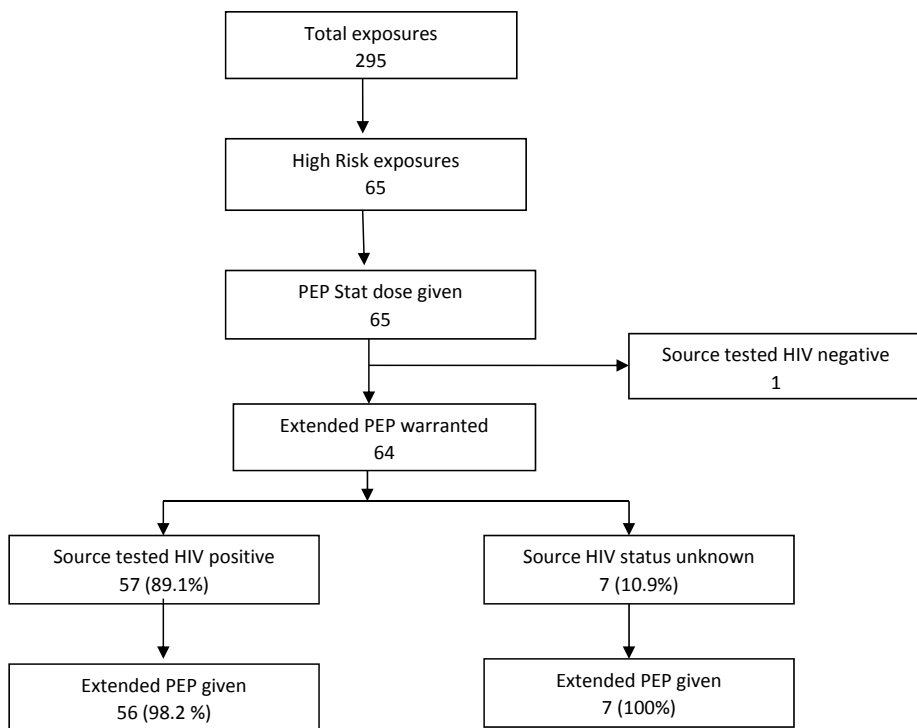 Total exposures
295
High Risk exposures
65
PEP Stat dose given
65
Source tested HIV negative
1
Extended PEP warranted
64
Source tested HIV positive
57 (89.1%)
Source HIV status unknown
7 (10.9%)
Extended PEP given
56 (98.2 %)
Extended PEP given
7 (100%)